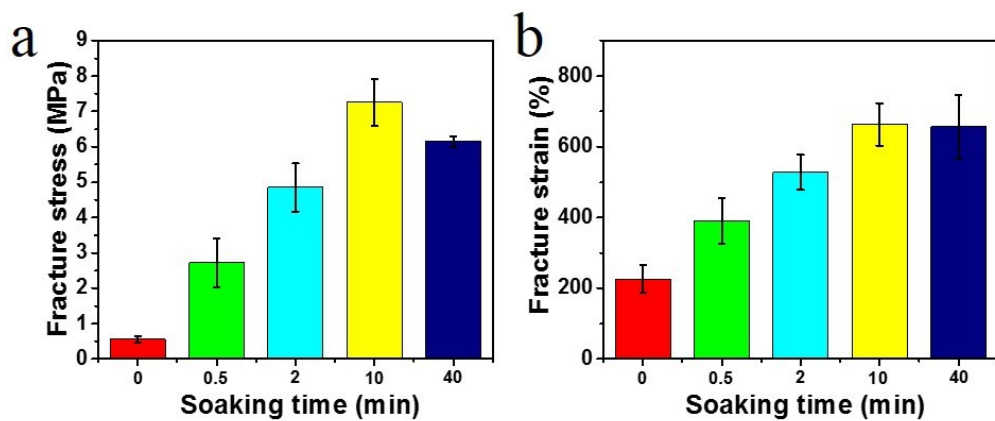 a
Fracture stress (MPa)
9
8
7
6
5
4
3
2
1
0
0 0.5 2 10 40
Soaking time (min)
b
Fracture strain (%)
800
600
400
200
0
0 0.5 2 10 40
Soaking time (min)